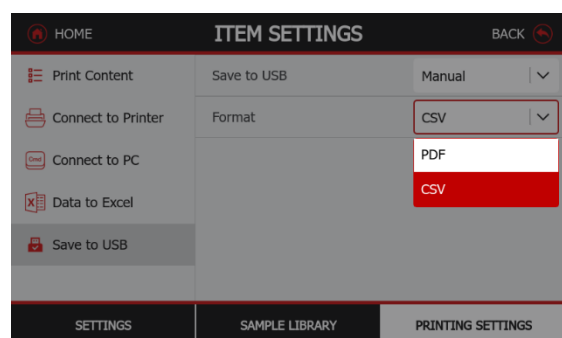 HOME
ITEM SETTINGS
BACK
Print Content
Save to USB
Manual
Connect to Printer
Format
CSV
Cmd
Connect to PC
PDF
CSV
X
Data to Excel
Save to USB
SETTINGS
SAMPLE LIBRARY
PRINTING SETTINGS